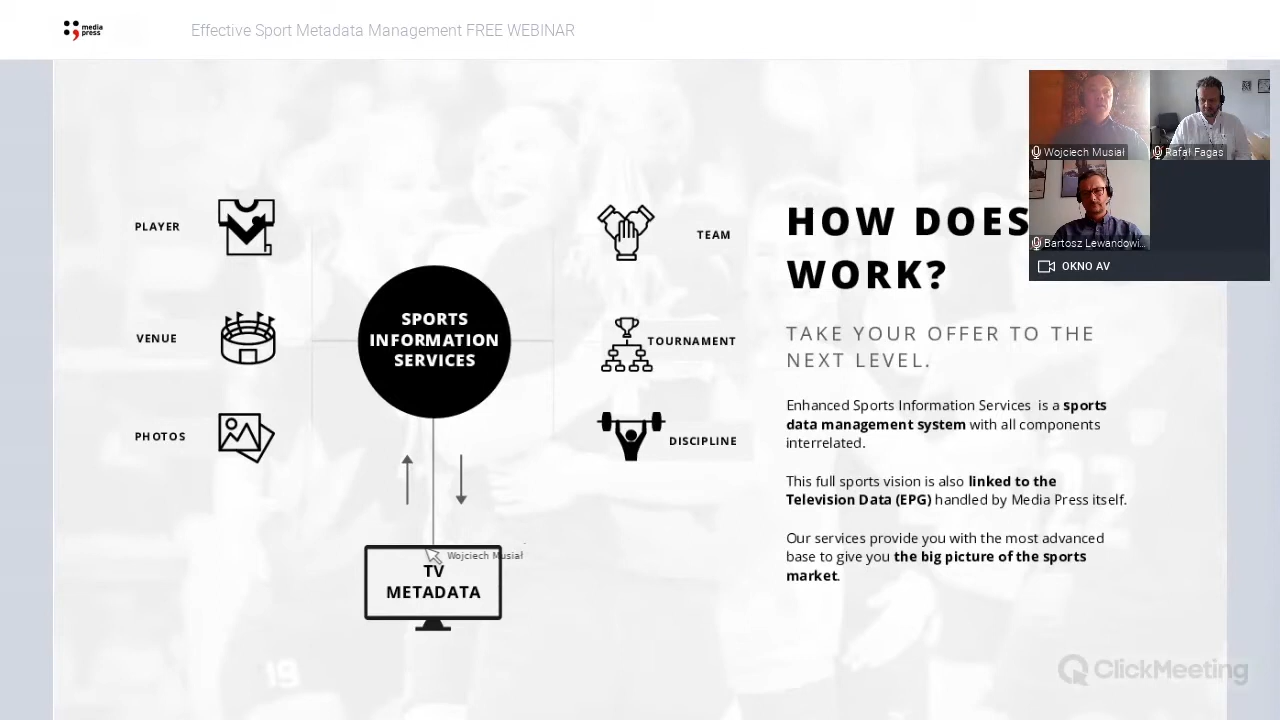 media
press
Effective Sport Metadata Management FREE WEBINAR
Wojciech Musiał
Rafał Fagas
Bartosz Lewandowi...
OKNO AV
PLAYER
VENUE
PHOTOS
SPORTS
INFORMATION
SERVICES
TEAM
TOURNAMENT
DISCIPLINE
Wojciech Musiał
TV
METADATA
HOW DOES
WORK?
TAKE YOUR OFFER TO THE
NEXT LEVEL.
Enhanced Sports Information Services is a sports
data management system with all components
interrelated.
This full sports vision is also linked to the
Television Data (EPG) handled by Media Press itself.
Our services provide you with the most advanced
base to give you the big picture of the sports
market.
19
ClickMeeting